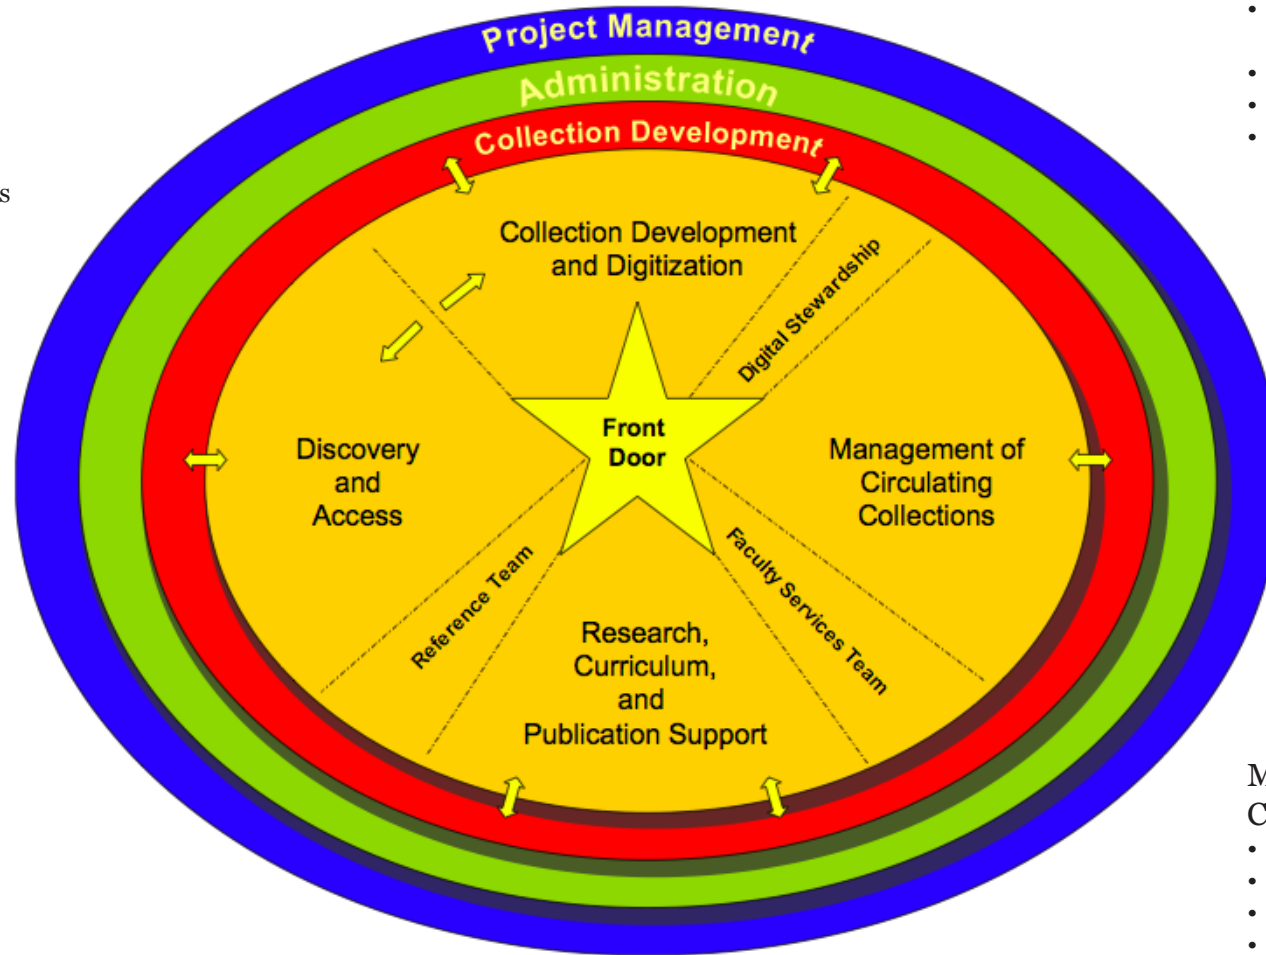 Project Management
Administration
Collection Development
s
Collection Development
and Digitization
Digital Stewardship
Front
Door
Discovery
and
Access
Management of
Circulating
Collections
Reference Team
Faculty Services Team
Research,
Curriculum,
and
Publication Support
M
C